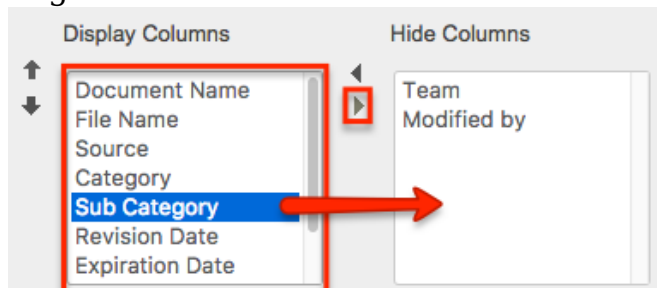 Display Columns
Hide Columns
Document Name
File Name
Source
Category
Sub Category
Revision Date
Expiration Date
Team
Modified by